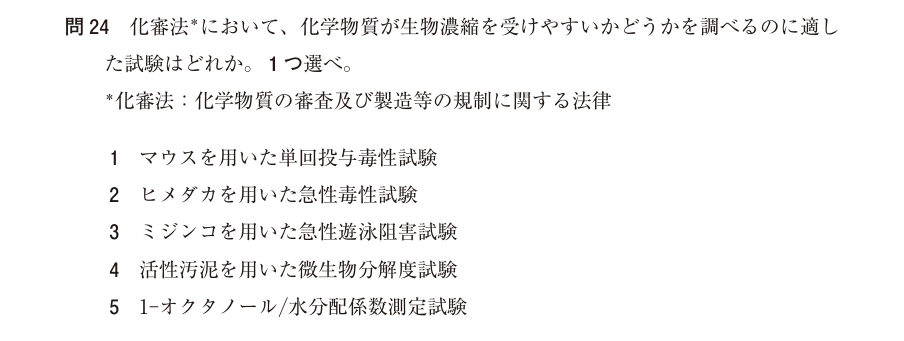 問 24 化審法*において、化学物質が生物濃縮を受けやすいかどうかを調べるのに適し
た試験はどれか。1つ選べ。
*化審法：化学物質の審査及び製造等の規制に関する法律
1 マウスを用いた単回投与毒性試験
2 ヒメダカを用いた急性毒性試験
3 ミジンコを用いた急性遊泳阻害試験
4 活性汚泥を用いた微生物分解度試験
5 1-オクタノール/水分配係数測定試験